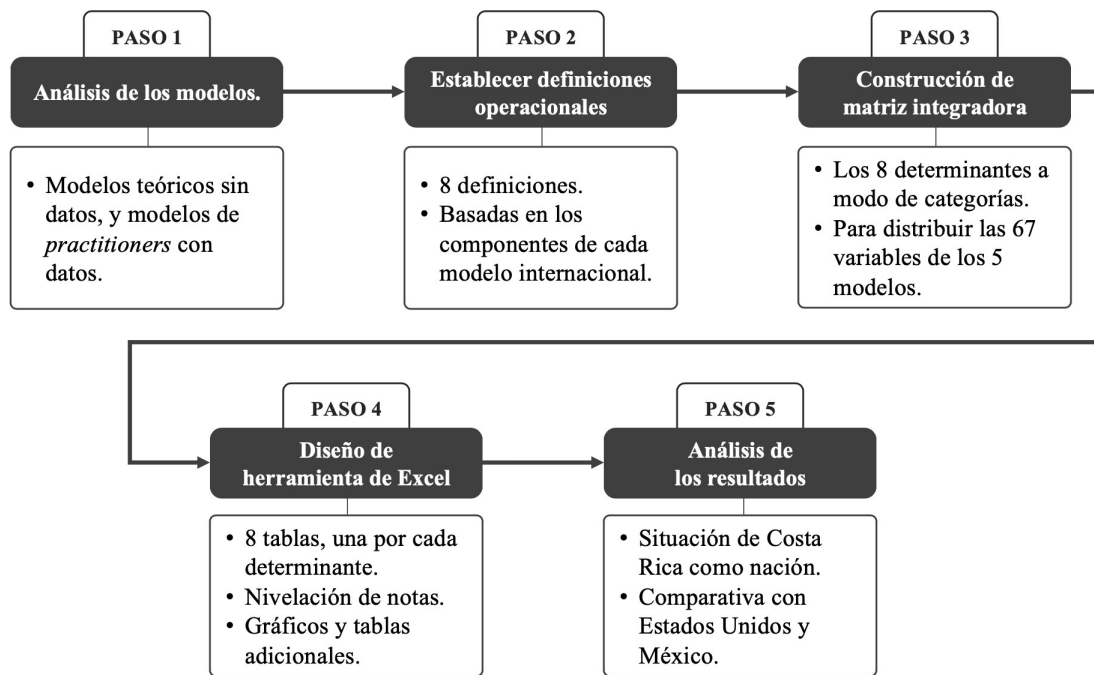 PASO 1
Análisis de los modelos.
• Modelos teóricos sin
datos, y modelos de
practitioners con
datos.
PASO 2
Establecer definiciones
operacionales
• 8 definiciones.
• Basadas en los
componentes de cada
modelo internacional.
PASO 3
Construcción de
matriz integradora
• Los 8 determinantes a
modo de categorías.
• Para distribuir las 67
variables de los 5
modelos.
PASO 4
Diseño de
herramienta de Excel
• 8 tablas, una por cada
determinante.
• Nivelación de notas.
• Gráficos y tablas
adicionales.
PASO 5
Análisis de
los resultados
• Situación de Costa
Rica como nación.
• Comparativa con
Estados Unidos y
México.